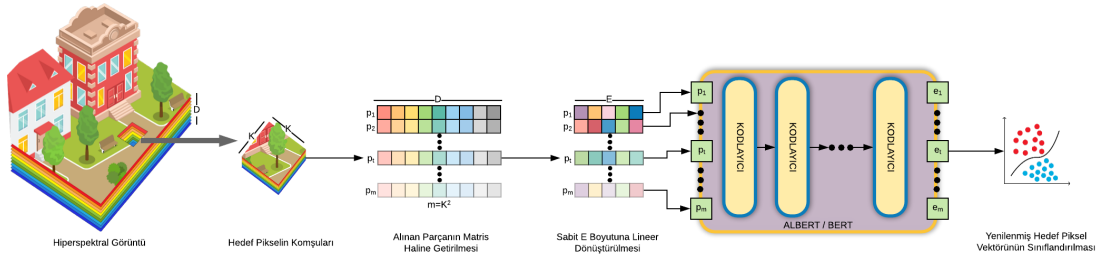 D
K
K
D
p1
p2
pt
pm
m=K²
E
p1
p2
pt
pm
p1
pt
pm
KODLAYICI
KODLAYICI
KODLAYICI
e1
et
em
ALBERT / BERT
Hiperspektral Görüntü
Hedef Pikselin Komşuları
Alınan Parçanın Matris
Haline Getirilmesi
Sabit E Boyutuna Lineer
Dönüştürülmesi
Yenilenmiş Hedef Piksel
Vektörünün Sınıflandırılması